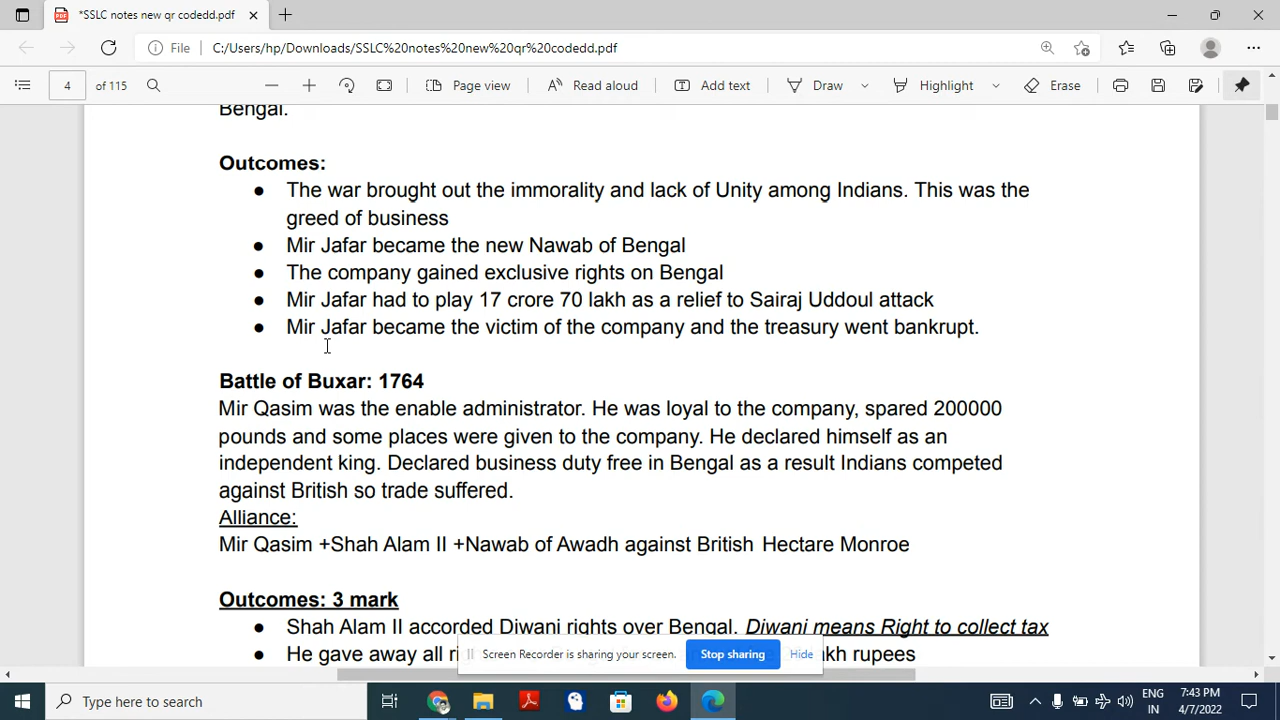 *SSLC notes new qr codedd.pdf
File C:/Users/hp/Downloads/SSLC%20notes%20new%20qr%20codedd.pdf
4 of 115 Page view Read aloud Add text Draw Highlight Erase
Bengal.
Outcomes:
● The war brought out the immorality and lack of Unity among Indians. This was the
greed of business
● Mir Jafar became the new Nawab of Bengal
● The company gained exclusive rights on Bengal
● Mir Jafar had to play 17 crore 70 lakh as a relief to Sairaj Uddoul attack
● Mir Jafar became the victim of the company and the treasury went bankrupt.
Battle of Buxar: 1764
Mir Qasim was the enable administrator. He was loyal to the company, spared 200000
pounds and some places were given to the company. He declared himself as an
independent king. Declared business duty free in Bengal as a result Indians competed
against British so trade suffered.
Alliance:
Mir Qasim +Shah Alam II +Nawab of Awadh against British Hectare Monroe
Outcomes: 3 mark
● Shah Alam II accorded Diwani rights over Bengal. Diwani means Right to collect tax
● He gave away all ri
kh rupees
Screen Recorder is sharing your screen. Stop sharing Hide
Type here to search
ENG
IN
7:43 PM
4/7/2022